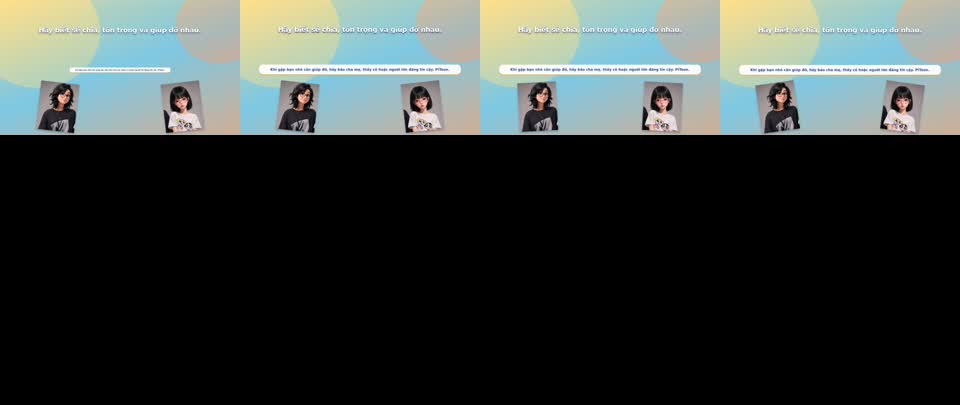 Hãy biết sẻ chia, tôn trọng và giúp đỡ nhau.
Hãy biết sẻ chia, tôn trọng và giúp đỡ nhau.
Hãy biết sẻ chia, tôn trọng và giúp đỡ nhau.
Hãy biết sẻ chia, tôn trọng và giúp đỡ nhau.
Khi gặp bạn nhỏ cần giúp đỡ, hãy báo cha mẹ, thầy cô hoặc người lớn đáng tin cậy.
Khi gặp bạn nhỏ cần giúp đỡ, hãy báo cha mẹ, thầy cô hoặc người lớn đáng tin cậy.
Khi gặp bạn nhỏ cần giúp đỡ, hãy báo cha mẹ, thầy cô hoặc người lớn đáng tin cậy.